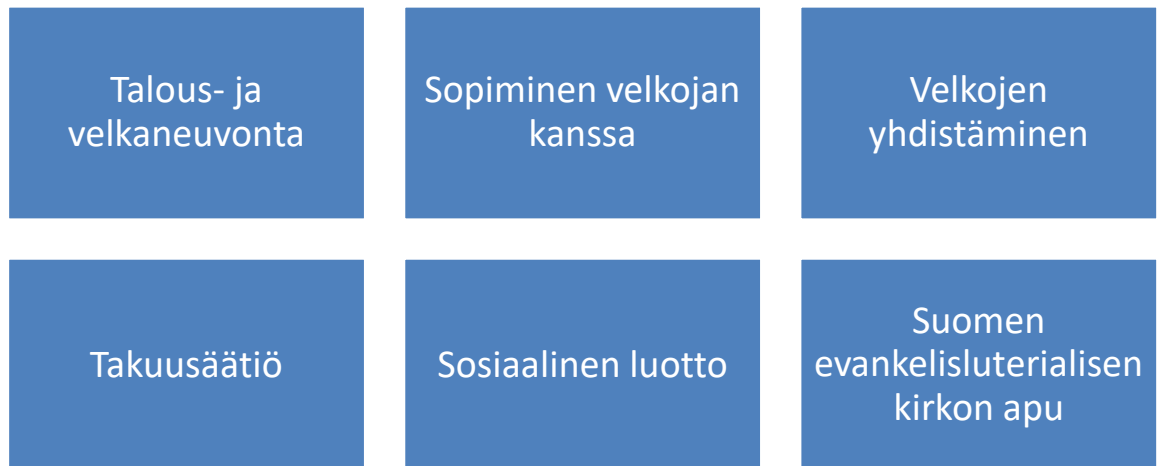 Talous- ja
velkaneuvonta
Sopiminen velkojan
kanssa
Velkojen
yhdistäminen
Takuusäätiö
Sosiaalinen luotto
Suomen
evankelisluterialisen
kirkon apu